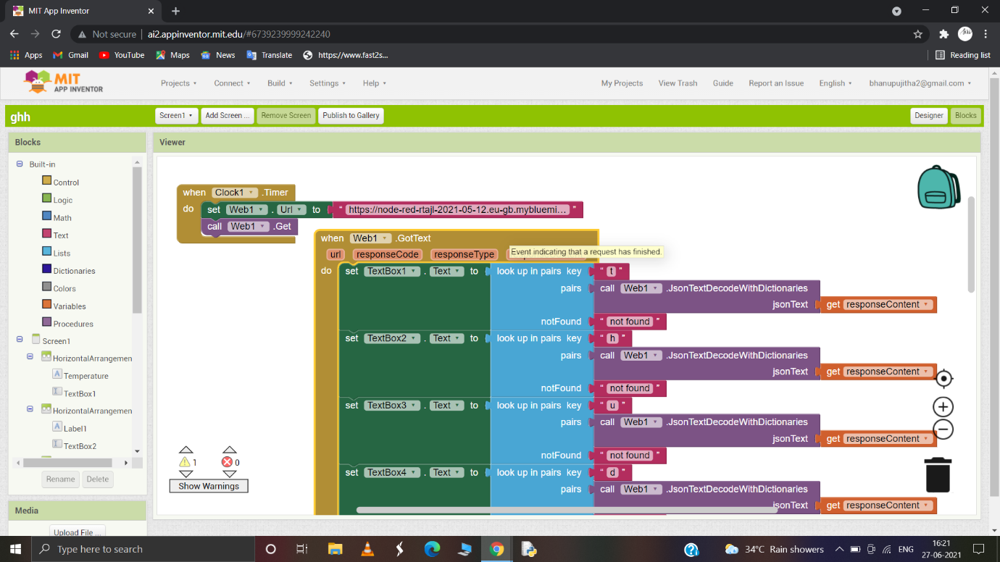 MIT App Inventor
Not secure ai2.appinventor.mit.edu/#6739239999242240
Apps Gmail YouTube Maps News Translate https://www.fast2s... Reading list
MIT APP INVENTOR
Projects Connect Build Settings Help My Projects View Trash Guide Report an Issue English bhanupujitha2@gmail.com
ghh Screen1 Add Screen ... Remove Screen Publish to Gallery Designer Blocks
Blocks Viewer
Built-in
Control
Logic
Math
Text
Lists
Dictionaries
Colors
Variables
Procedures
Screen1
HorizontalArrangemen
Temperature
TextBox1
HorizontalArrangemen
Label1
TextBox2
Rename Delete
Media
Upload File ...
when Clock1 .Timer
do set Web1 . Url to “ https://node-red-rtajl-2021-05-12.eu-gb.mybluemi... ”
call Web1 .Get
when Web1 .GotText
Event indicating that a request has finished.
url responseCode responseType
do set TextBox1 . Text to look up in pairs key “ t ”
pairs call Web1 .JsonTextDecodeWithDictionaries
jsonText get responseContent
notFound “ not found ”
set TextBox2 . Text to look up in pairs key “ h ”
pairs call Web1 .JsonTextDecodeWithDictionaries
jsonText get responseContent
notFound “ not found ”
set TextBox3 . Text to look up in pairs key “ u ”
pairs call Web1 .JsonTextDecodeWithDictionaries
jsonText get responseContent
notFound “ not found ”
set TextBox4 . Text to look up in pairs key “ d ”
pairs call Web1 .JsonTextDecodeWithDictionaries
jsonText get responseContent
1 0
Show Warnings
Type here to search 34°C Rain showers ENG 16:21
27-06-2021